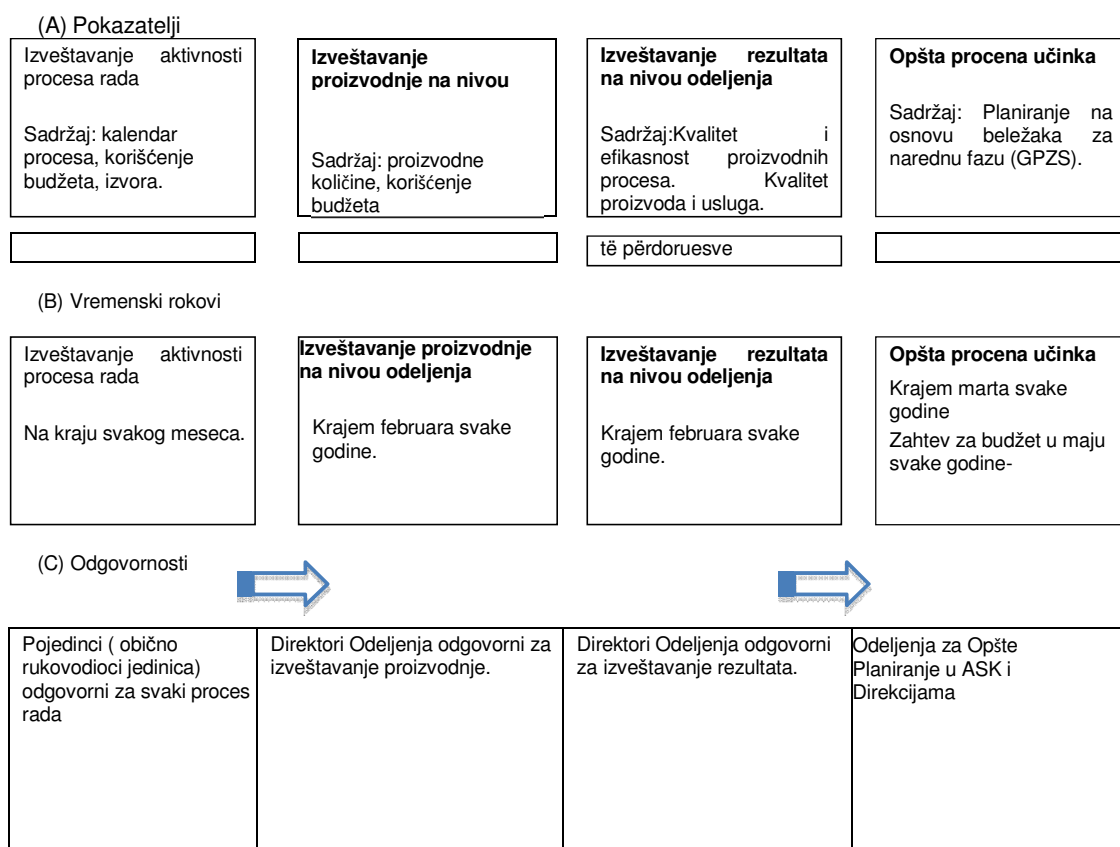 (A) Pokazatelji
Izveštavanje aktivnosti
procesa rada
Sadržaj: kalendar
procesa, korišćenje
budžeta, izvora.
Izveštavanje
proizvodnje na nivou
Sadržaj: proizvodne
količine, korišćenje
budžeta
Izveštavanje rezultata
na nivou odeljenja
Sadržaj:Kvalitet i
efikasnost proizvodnih
procesa. Kvalitet
proizvoda i usluga.
Opšta procena učinka
Sadržaj: Planiranje na
osnovu beležaka za
narednu fazu (GPZS).
të përdoruesve
(B) Vremenski rokovi
Izveštavanje aktivnosti
procesa rada
Na kraju svakog meseca.
Izveštavanje proizvodnje
na nivou odeljenja
Krajem februara svake
godine.
Izveštavanje rezultata
na nivou odeljenja
Krajem februara svake
godine.
Opšta procena učinka
Krajem marta svake
godine
Zahtev za budžet u maju
svake godine-
(C) Odgovornosti
Pojedinci ( obično
rukovodioci jedinica)
odgovorni za svaki proces
rada
Direktori Odeljenja odgovorni za
izveštavanje proizvodnje.
Direktori Odeljenja odgovorni
za izveštavanje rezultata.
Odeljenja za Opšte
Planiranje u ASK i
Direkcijama